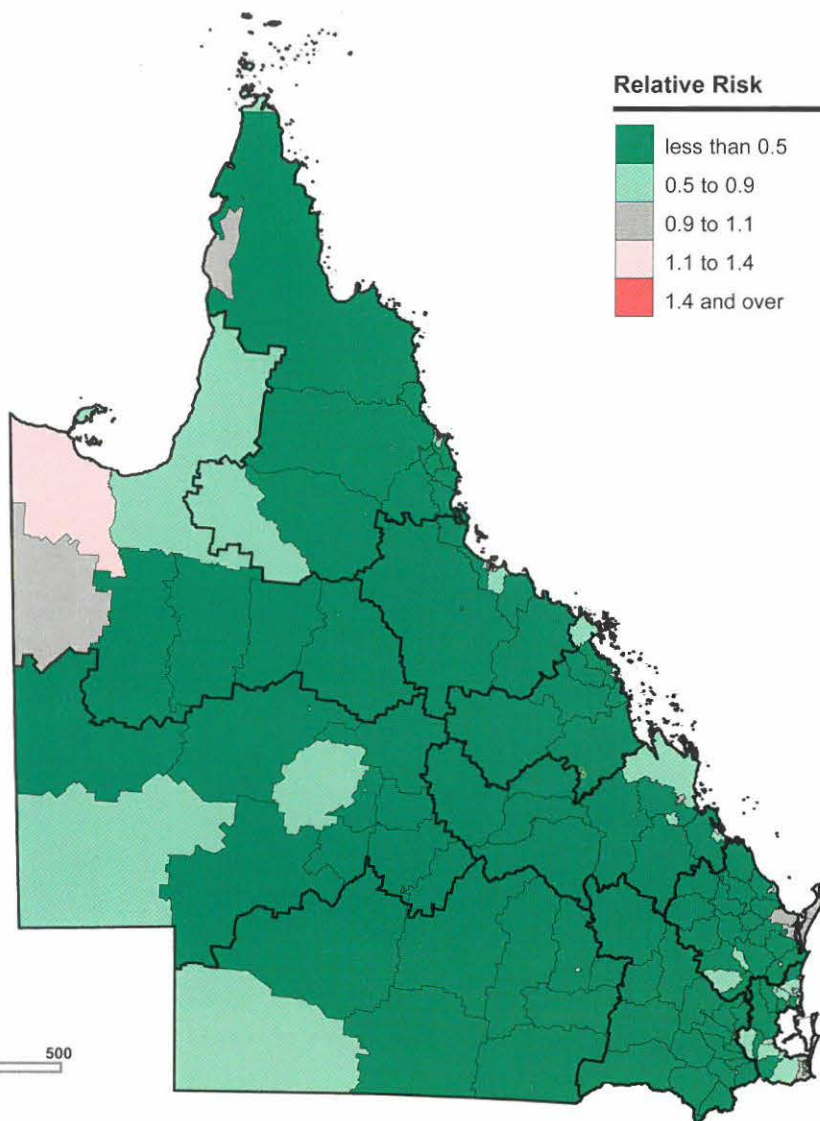 Relative Risk
less than 0.5
0.5 to 0.9
0.9 to 1.1
1.1 to 1.4
1.4 and over
500